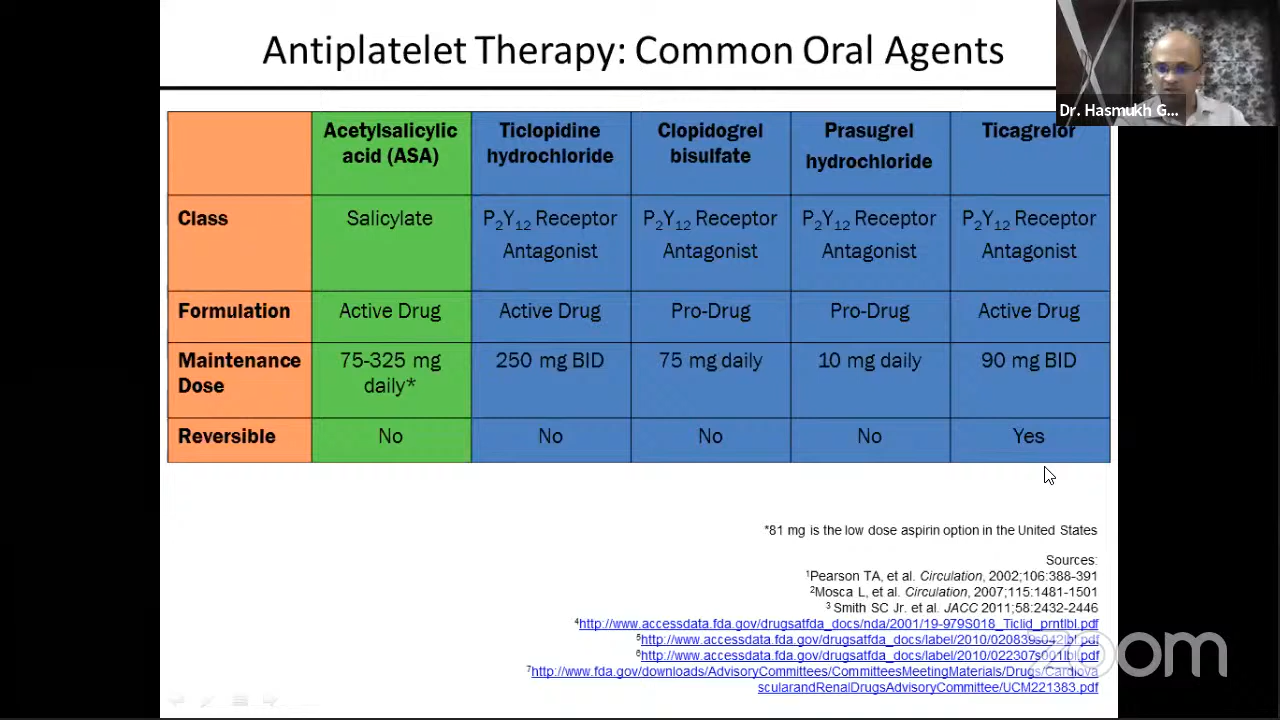 Antiplatelet Therapy: Common Oral Agents
Dr. Hasmukh G...
Acetylsalicylic acid (ASA)
Ticlopidine hydrochloride
Clopidogrel bisulfate
Prasugrel hydrochloride
Ticagrelor
Class
Salicylate
P2Y12 Receptor Antagonist
P2Y12 Receptor Antagonist
P2Y12 Receptor Antagonist
P2Y12 Receptor Antagonist
Formulation
Active Drug
Active Drug
Pro-Drug
Pro-Drug
Active Drug
Maintenance Dose
75-325 mg daily*
250 mg BID
75 mg daily
10 mg daily
90 mg BID
Reversible
No
No
No
No
Yes
*81 mg is the low dose aspirin option in the United States
Sources:
1Pearson TA, et al. Circulation, 2002;106:388-391
2Mosca L, et al. Circulation, 2007;115:1481-1501
3 Smith SC Jr. et al. JACC 2011;58:2432-2446
4http://www.accessdata.fda.gov/drugsatfda_docs/nda/2001/19-979S018_Ticlid_prntlbl.pdf
5http://www.accessdata.fda.gov/drugsatfda_docs/label/2010/020839s042lbl.pdf
6http://www.accessdata.fda.gov/drugsatfda_docs/label/2010/022307s001lbl.pdf
7http://www.fda.gov/downloads/AdvisoryCommittees/CommitteesMeetingMaterials/Drugs/Cardiova
scularandRenalDrugsAdvisoryCommittee/UCM221383.pdf
zoom